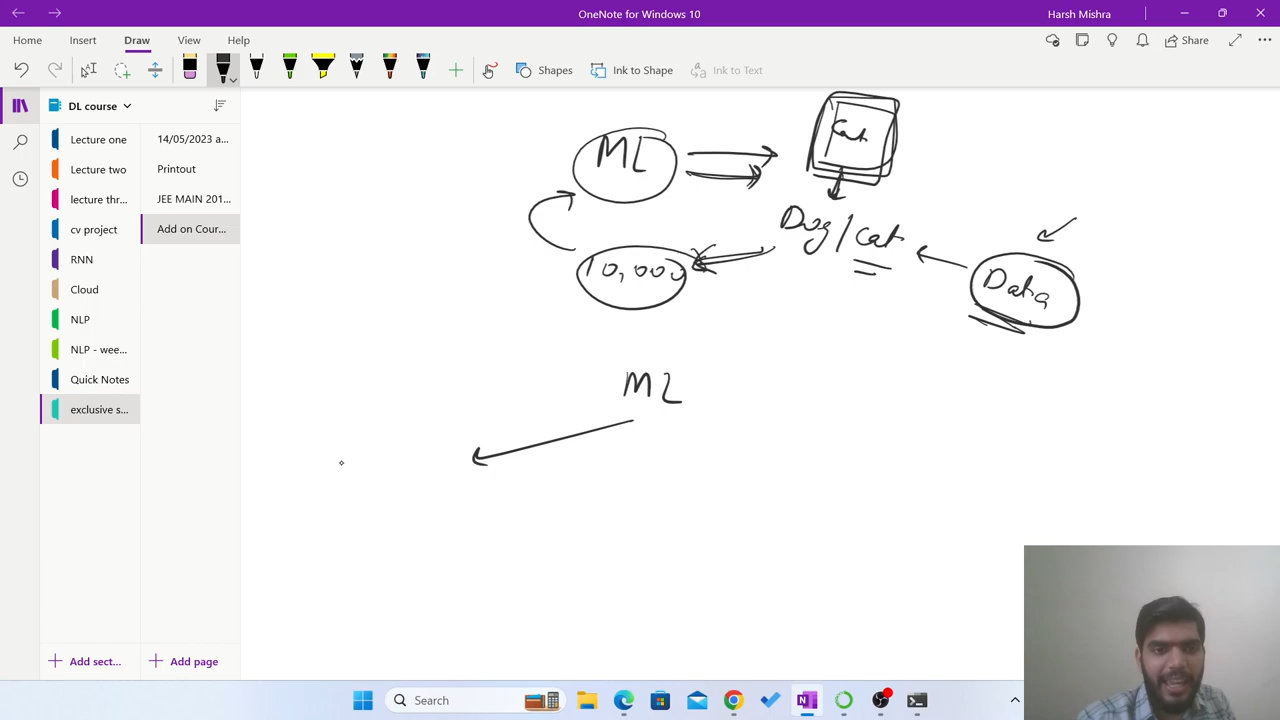 OneNote for Windows 10
Harsh Mishra
Home
Insert
Draw
View
Help
Share
Shapes
Ink to Shape
Ink to Text
DL course
Lecture one
Lecture two
lecture thr...
cv project
RNN
Cloud
NLP
NLP - wee...
Quick Notes
exclusive s...
Add sect...
14/05/2023 a...
Printout
JEE MAIN 201...
Add on Cour...
Add page
ML
Cat
Dog/Cat
10,000
Data
ML
Search